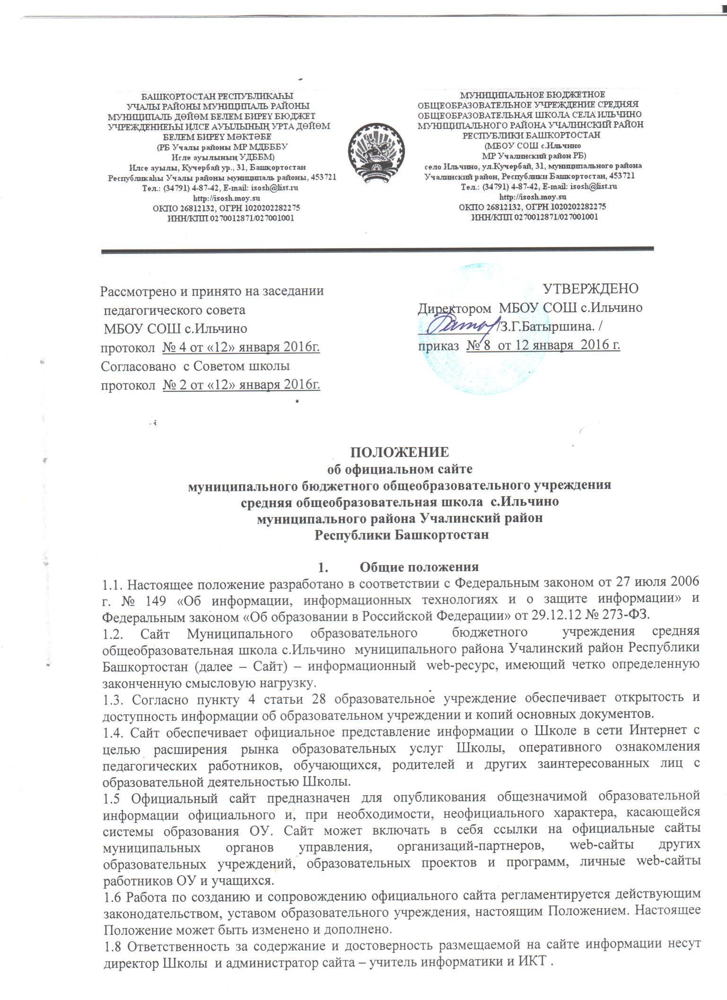 БАШКОРТОСТАН РЕСПУБЛИКАҺЫ
УЧАЛЫ РАЙОНЫ МУНИЦИПАЛЬ РАЙОНЫ
МУНИЦИПАЛЬ ДӨЙӨМ БЕЛЕМ БИРЕҮ БЮДЖЕТ
УЧРЕЖДЕНИЕҺЫ ИЛСЕ АУЫЛЫНЫҢ УРТА ДӨЙӨМ
БЕЛЕМ БИРЕҮ МӘКТӘБЕ
(РБ Учалы районы МР МДБББУ
Исле ауылының УДББМ)
Илсе ауылы, Кучербай ур., 31, Башҡортостан
Республикаһы Учалы районы муниципаль районы, 453721
Тел.: (34791) 4-87-42, E-mail: isosh@list.ru
http://isosh.moy.su
ОКПО 26812132, ОГРН 1020202282275
ИНН/КПП 0270012871/027001001
МУНИЦИПАЛЬНОЕ БЮДЖЕТНОЕ
ОБЩЕОБРАЗОВАТЕЛЬНОЕ УЧРЕЖДЕНИЕ СРЕДНЯЯ
ОБЩЕОБРАЗОВАТЕЛЬНАЯ ШКОЛА СЕЛА ИЛЬЧИНО
МУНИЦИПАЛЬНОГО РАЙОНА УЧАЛИНСКИЙ РАЙОН
РЕСПУБЛИКИ БАШКОРТОСТАН
(МБОУ СОШ с.Ильчино
МР Учалинский район РБ)
село Ильчино, ул.Кучербай, 31, муниципального района
Учалинский район, Республики Башкортостан, 453721
Тел.: (34791) 4-87-42, E-mail: isosh@list.ru
http://isosh.moy.su
ОКПО 26812132, ОГРН 1020202282275
ИНН/КПП 0270012871/027001001
Рассмотрено и принято на заседании
педагогического совета
МБОУ СОШ с.Ильчино
протокол № 4 от «12» января 2016г.
Согласовано с Советом школы
протокол № 2 от «12» января 2016г.
УТВЕРЖДЕНО
Директором МБОУ СОШ с.Ильчино
/З.Г.Батыршина. /
приказ № 8 от 12 января 2016 г.
ПОЛОЖЕНИЕ
об официальном сайте
муниципального бюджетного общеобразовательного учреждения
средняя общеобразовательная школа с.Ильчино
муниципального района Учалинский район
Республики Башкортостан
1. Общие положения
1.1. Настоящее положение разработано в соответствии с Федеральным законом от 27 июля 2006
г. № 149 «Об информации, информационных технологиях и о защите информации» и
Федеральным законом «Об образовании в Российской Федерации» от 29.12.12 № 273-ФЗ.
1.2. Сайт Муниципального образовательного бюджетного учреждения средняя
общеобразовательная школа с.Ильчино муниципального района Учалинский район Республики
Башкортостан (далее – Сайт) – информационный web-ресурс, имеющий четко определенную
законченную смысловую нагрузку.
1.3. Согласно пункту 4 статьи 28 образовательное учреждение обеспечивает открытость и
доступность информации об образовательном учреждении и копий основных документов.
1.4. Сайт обеспечивает официальное представление информации о Школе в сети Интернет с
целью расширения рынка образовательных услуг Школы, оперативного ознакомления
педагогических работников, обучающихся, родителей и других заинтересованных лиц с
образовательной деятельностью Школы.
1.5 Официальный сайт предназначен для опубликования общезначимой образовательной
информации официального и, при необходимости, неофициального характера, касающейся
системы образования ОУ. Сайт может включать в себя ссылки на официальные сайты
муниципальных органов управления, организаций-партнеров, web-сайты других
образовательных учреждений, образовательных проектов и программ, личные web-сайты
работников ОУ и учащихся.
1.6 Работа по созданию и сопровождению официального сайта регламентируется действующим
законодательством, уставом образовательного учреждения, настоящим Положением. Настоящее
Положение может быть изменено и дополнено.
1.8 Ответственность за содержание и достоверность размещаемой на сайте информации несут
директор Школы и администратор сайта – учитель информатики и ИКТ .